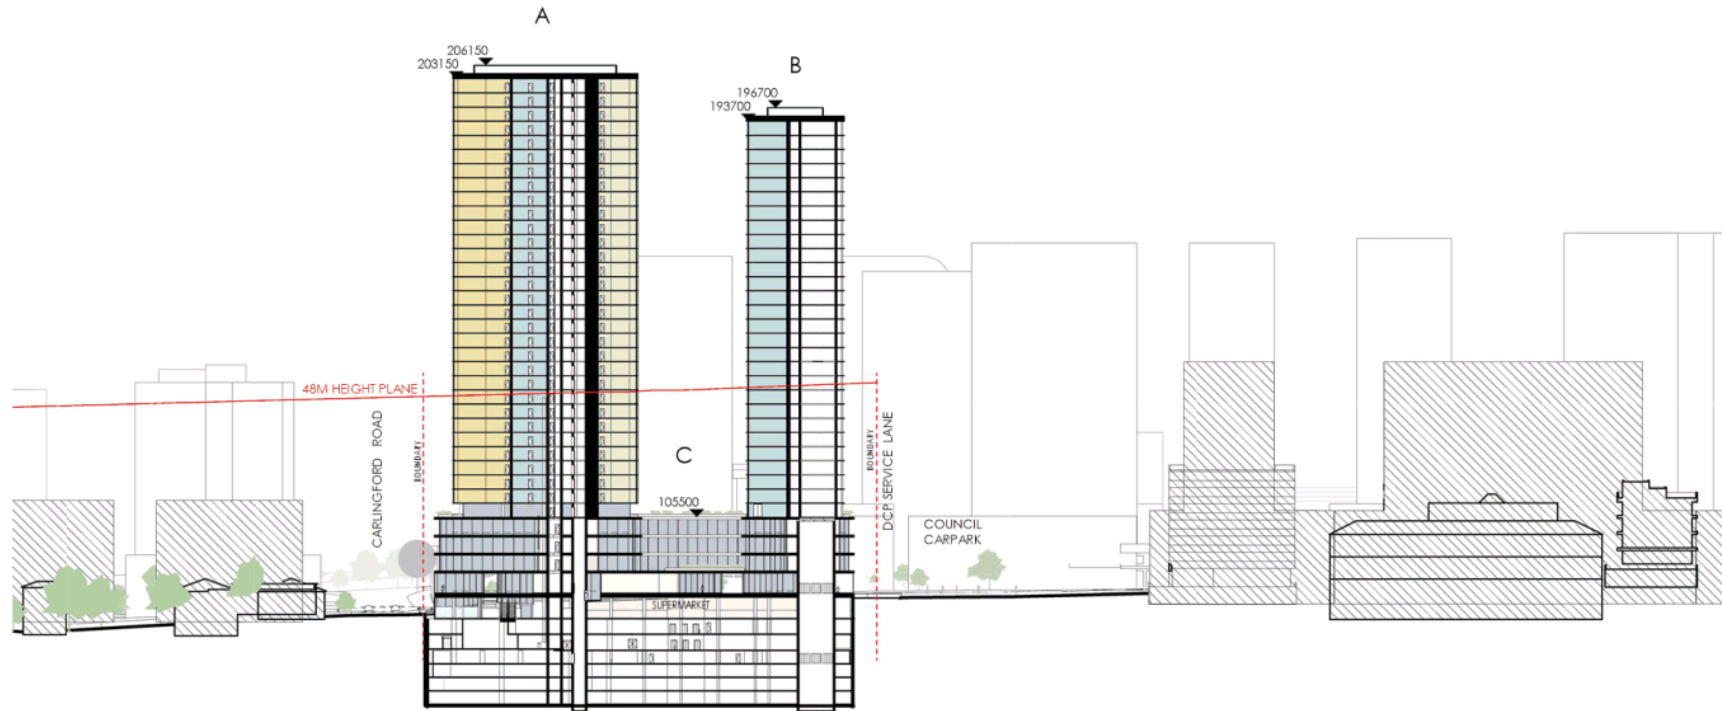 A
206150
203150
B
196700
193700
48M HEIGHT PLANE
CARLINGFORD ROAD
BOUNDARY
C
105500
BOUNDARY
DCP SERVICE LANE
COUNCIL
CARPARK
SUPERMARKET